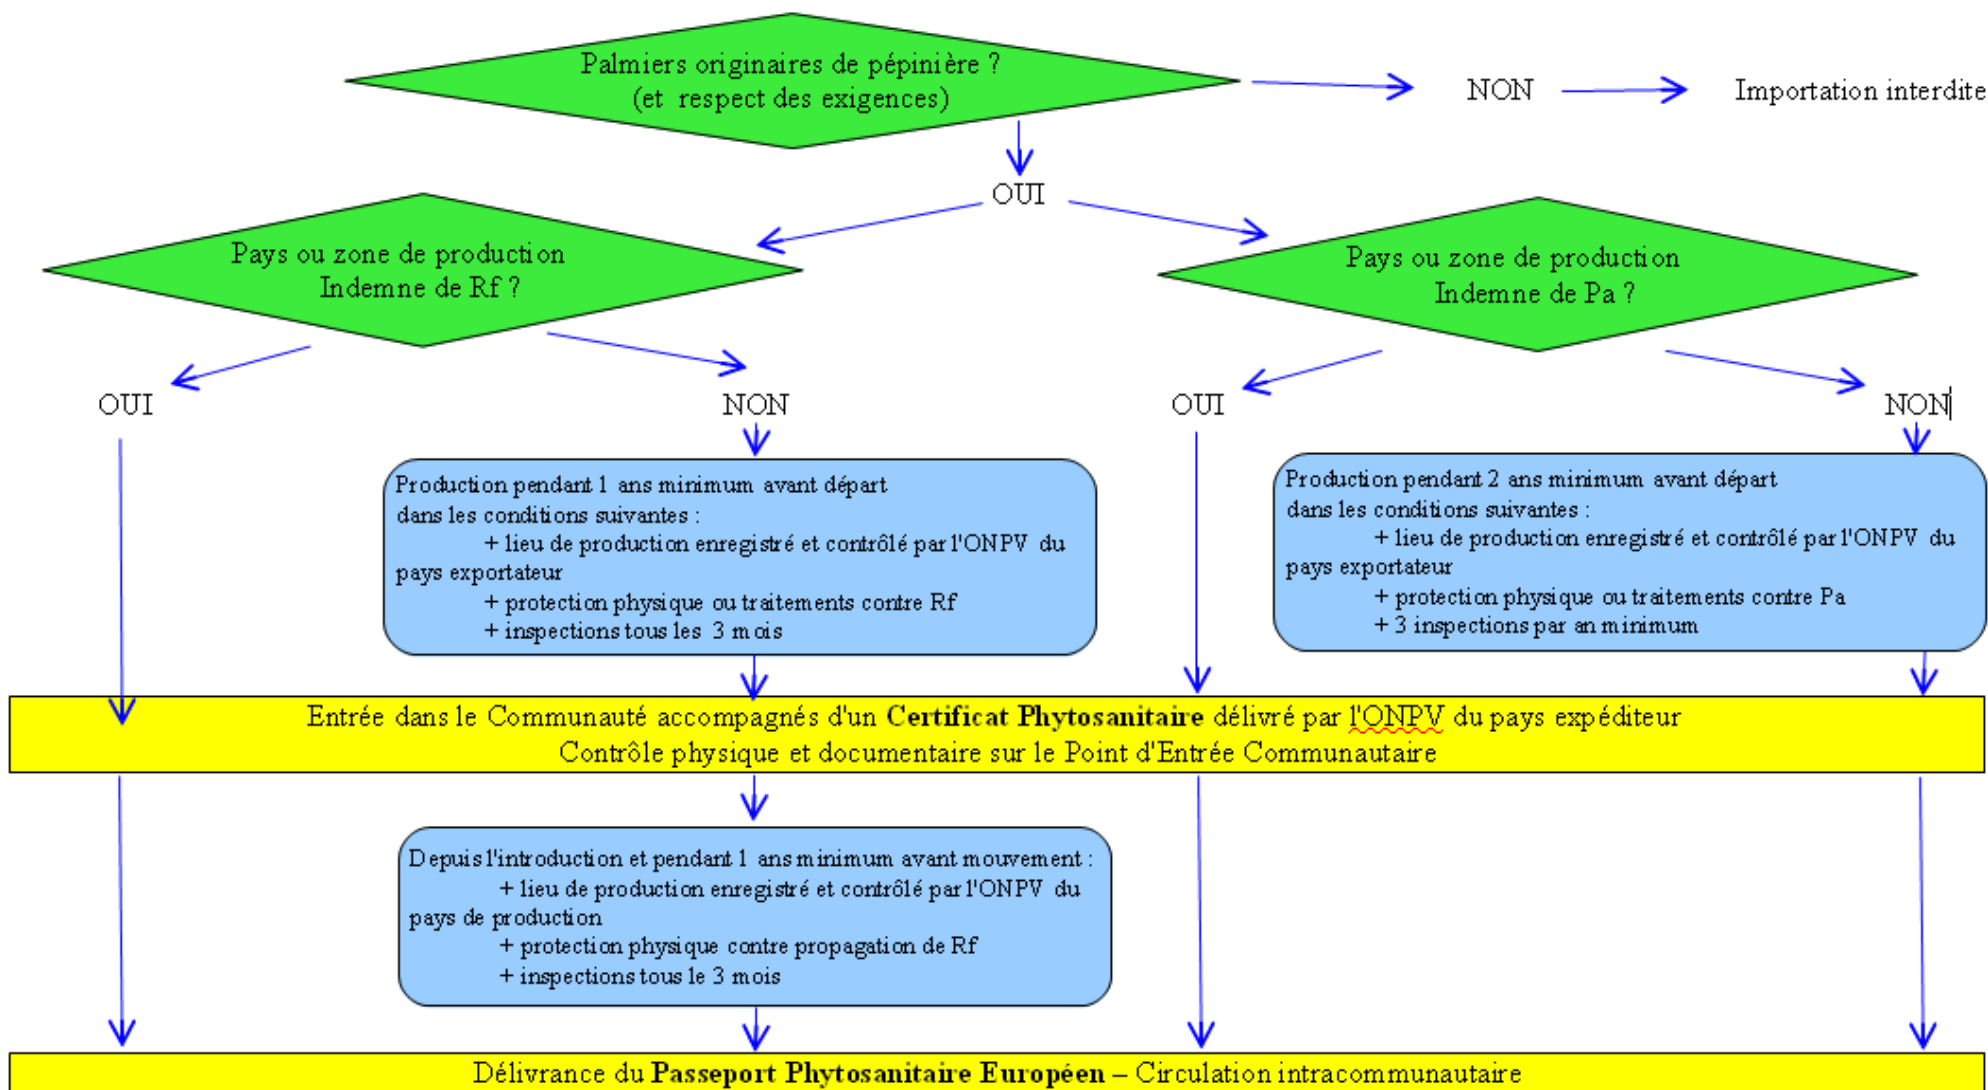 Palmiers originaires de pépinière ?
(et respect des exigences)
NON
Importation interdite
OUI
Pays ou zone de production
Indemne de Rf ?
Pays ou zone de production
Indemne de Pa ?
OUI
NON
OUI
NON
Production pendant 1 ans minimum avant départ
dans les conditions suivantes :
+ lieu de production enregistré et contrôlé par l'ONPV du
pays exportateur
+ protection physique ou traitements contre Rf
+ inspections tous les 3 mois
Production pendant 2 ans minimum avant départ
dans les conditions suivantes :
+ lieu de production enregistré et contrôlé par l'ONPV du
pays exportateur
+ protection physique ou traitements contre Pa
+ 3 inspections par an minimum
Entrée dans le Communauté accompagnés d'un Certificat Phytosanitaire délivré par l'ONPV du pays expéditeur
Contrôle physique et documentaire sur le Point d'Entrée Communautaire
Depuis l'introduction et pendant 1 ans minimum avant mouvement :
+ lieu de production enregistré et contrôlé par l'ONPV du
pays de production
+ protection physique contre propagation de Rf
+ inspections tous le 3 mois
Délivrance du Passeport Phytosanitaire Européen – Circulation intracommunautaire